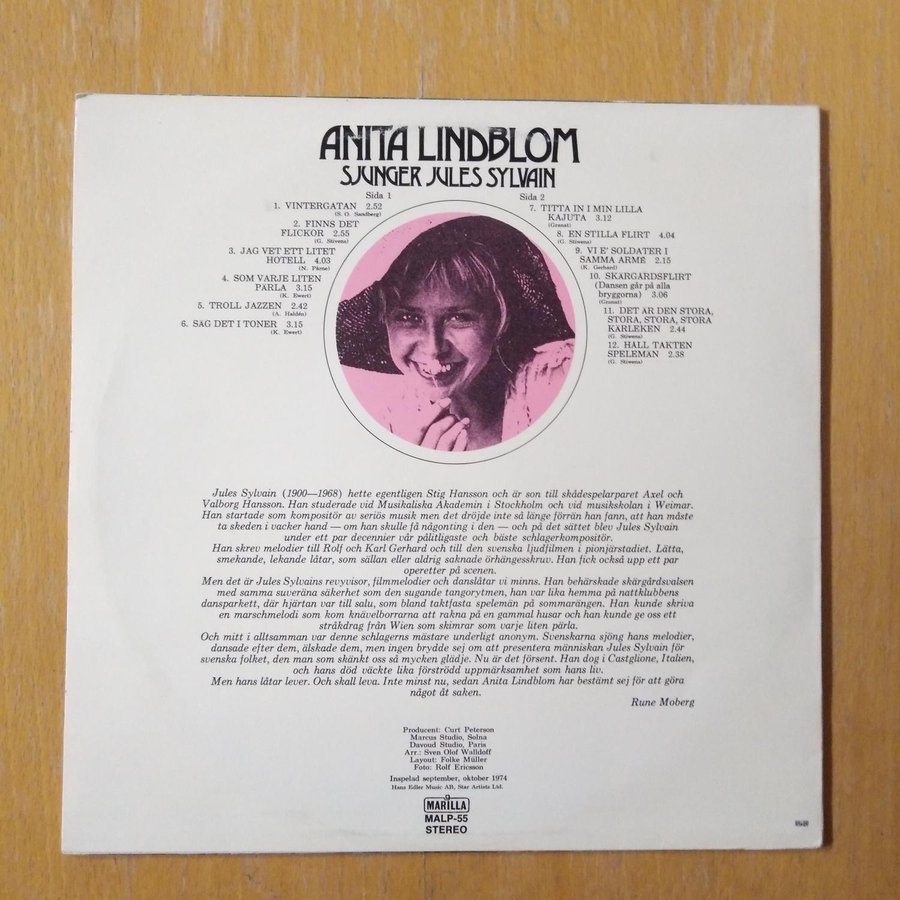 ANITA LINDBLOM
SJUNGER JULES SYLVAIN
Sida 1
1. VINTERGATAN 2.52
(S. O. Sandberg)
2. FINNS DET
FLICKOR 2.55
(G. Stivens)
3. JAG VET ETT LITET
HOTELL 4.03
(N. Päme)
4. SOM VARJE LITEN
PÄRLA 3.15
(K. Ewert)
5. TROLL JAZZEN 2.42
(A. Haldén)
6. SÄG DET I TONER 3.15
(K. Ewert)
Sida 2
7. TITTA IN I MIN LILLA
KAJUTA 3.12
(Granat)
8. EN STILLA FLIRT 4.04
(G. Stivens)
9. VI E' SOLDATER I
SAMMA ARMÉ 2.15
(K. Gerhard)
10. SKÄRGÅRDSFLIRT
(Dansen går på alla
bryggorna) 3.06
(Granat)
11. DET ÄR DEN STORA,
STORA, STORA, STORA
KÄRLEKEN 2.44
(G. Stivens)
12. HÅLL TAKTEN
SPELEMAN 2.38
(G. Stivens)
Jules Sylvain (1900—1968) hette egentligen Stig Hansson och är son till skådespelarparet Axel och
Valborg Hansson. Han studerade vid Musikaliska Akademin i Stockholm och vid musikskolan i Weimar.
Han startade som kompositör av seriös musik men det dröjde inte så länge förrän han fann, att han måste
ta skeden i vacker hand — om han skulle få någonting i den — och på det sättet blev Jules Sylvain
under ett par decennier vår pålitligaste och bäste schlagerkompositör.
Han skrev melodier till Rolf och Karl Gerhard och till den svenska ljudfilmen i pionjärstadiet. Lätta,
smekande, lekande låtar, som sällan eller aldrig saknade örhängesskruv. Han fick också upp ett par
operetter på scenen.
Men det är Jules Sylvains revyvisor, filmmelodier och danslåtar vi minns. Han behärskade skärgårdsvalsen
med samma suveräna säkerhet som den sugande tangorytmen, han var lika hemma på nattklubbens
dansparkett, där hjärtan var till salu, som bland taktfasta spelemän på sommarängen. Han kunde skriva
en marschmelodi som kom knävelborrarna att rakna på en gammal husar och han kunde ge oss ett
stråkdrag från Wien som skimrar som varje liten pärla.
Och mitt i alltsamman var denne schlagerns mästare underligt anonym. Svenskarna sjöng hans melodier,
dansade efter dem, älskade dem, men ingen brydde sej om att presentera människan Jules Sylvain för
svenska folket, den man som skänkt oss så mycken glädje. Nu är det försent. Han dog i Castglione, Italien,
och hans död väckte lika förströdd uppmärksamhet som hans liv.
Men hans låtar lever. Och skall leva. Inte minst nu, sedan Anita Lindblom har bestämt sej för att göra
något åt saken.
Rune Moberg
Producent: Curt Peterson
Marcus Studio, Solna
Davoud Studio, Paris
Arr.: Sven Olof Walldoff
Layout: Folke Müller
Foto: Rolf Ericsson
Inspelad september, oktober 1974
Hans Edler Music AB, Star Artists Ltd.
MARILLA
MALP-55
STEREO